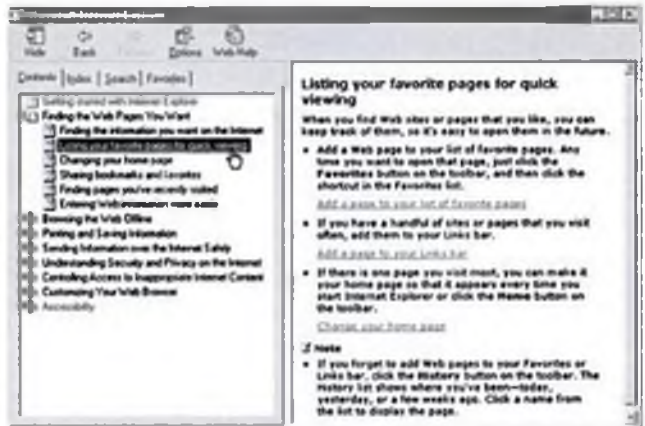 Hide Back Options Web Help
Contents Index Search Favorites
Getting started with Internet Explorer
Finding the Web Pages You Want
Finding the information you want on the Internet
Listing your favorite pages for quick viewing
Changing your home page
Sharing bookmarks and favorites
Finding pages you've recently visited
Entering Web information more easily
Browsing the Web Offline
Printing and Saving Information
Sending Information over the Internet Safely
Understanding Security and Privacy on the Internet
Controlling Access to Inappropriate Internet Content
Customizing Your Web Browser
Accessibility
Listing your favorite pages for quick
viewing
When you find Web sites or pages that you like, you can
keep track of them, so it's easy to open them in the future.
• Add a Web page to your list of favorite pages. Any
time you want to open that page, just click the
Favorites button on the toolbar, and then click the
shortcut in the Favorites list.
Add a page to your list of favorite pages
• If you have a handful of sites or pages that you visit
often, add them to your Links bar.
Add a page to your Links bar
• If there is one page you visit most, you can make it
your home page so that it appears every time you
start Internet Explorer or click the Home button on
the toolbar.
Change your home page
Note
• If you forget to add Web pages to your Favorites or
Links bar, click the History button on the toolbar. The
History list shows where you've been—today,
yesterday, or a few weeks ago. Click a name from
the list to display the page.